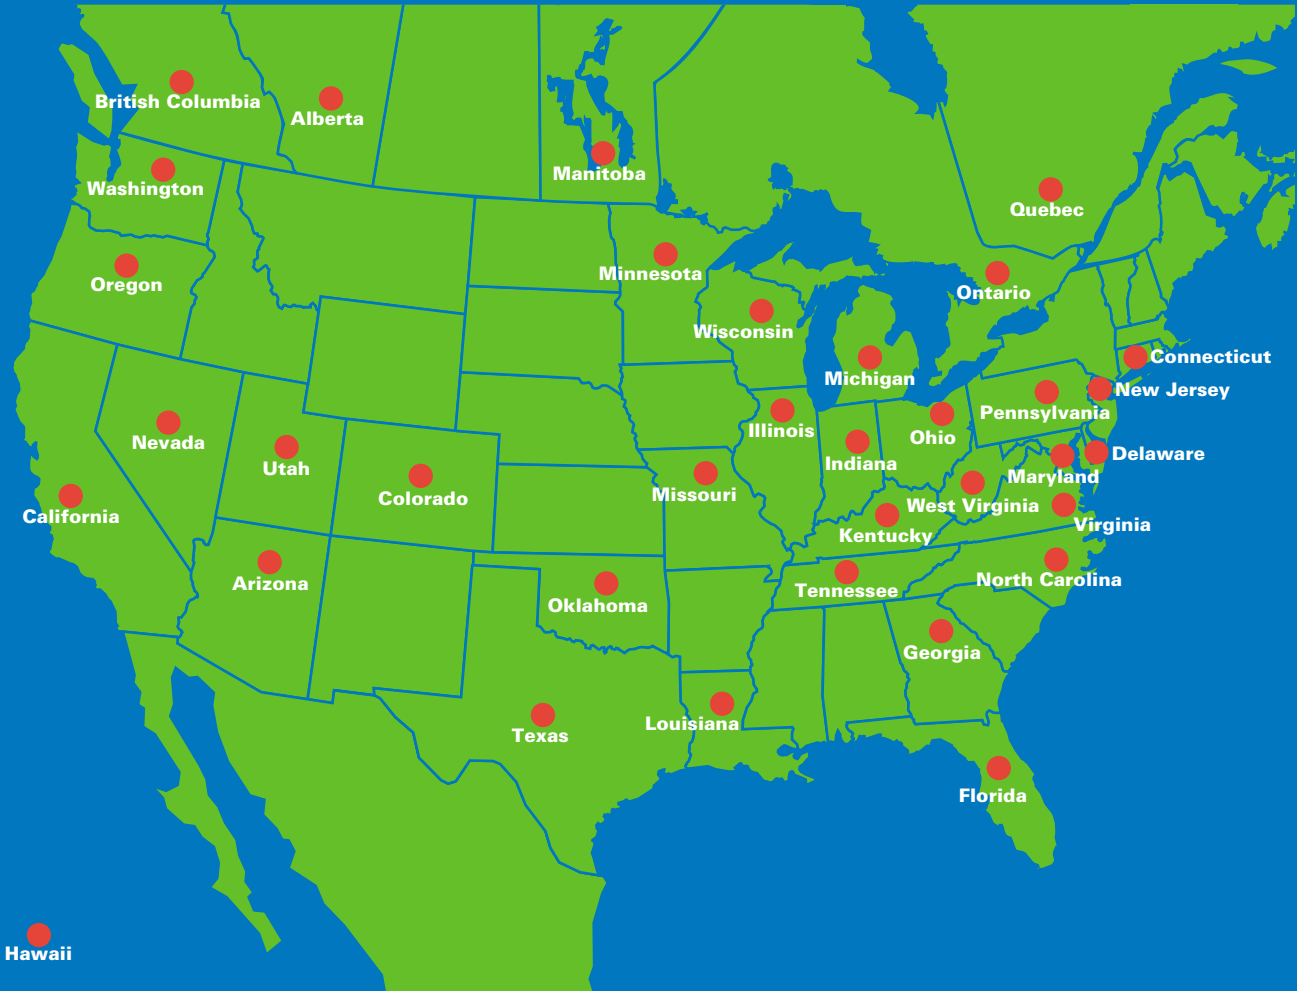 British Columbia
Alberta
Manitoba
Washington
Quebec
Oregon
Minnesota
Ontario
Wisconsin
Connecticut
Michigan
New Jersey
Pennsylvania
Illinois
Ohio
Nevada
Delaware
Indiana
Utah
Maryland
Missouri
Colorado
West Virginia
California
Virginia
Kentucky
North Carolina
Arizona
Tennessee
Oklahoma
Georgia
Louisiana
Texas
Florida
Hawaii